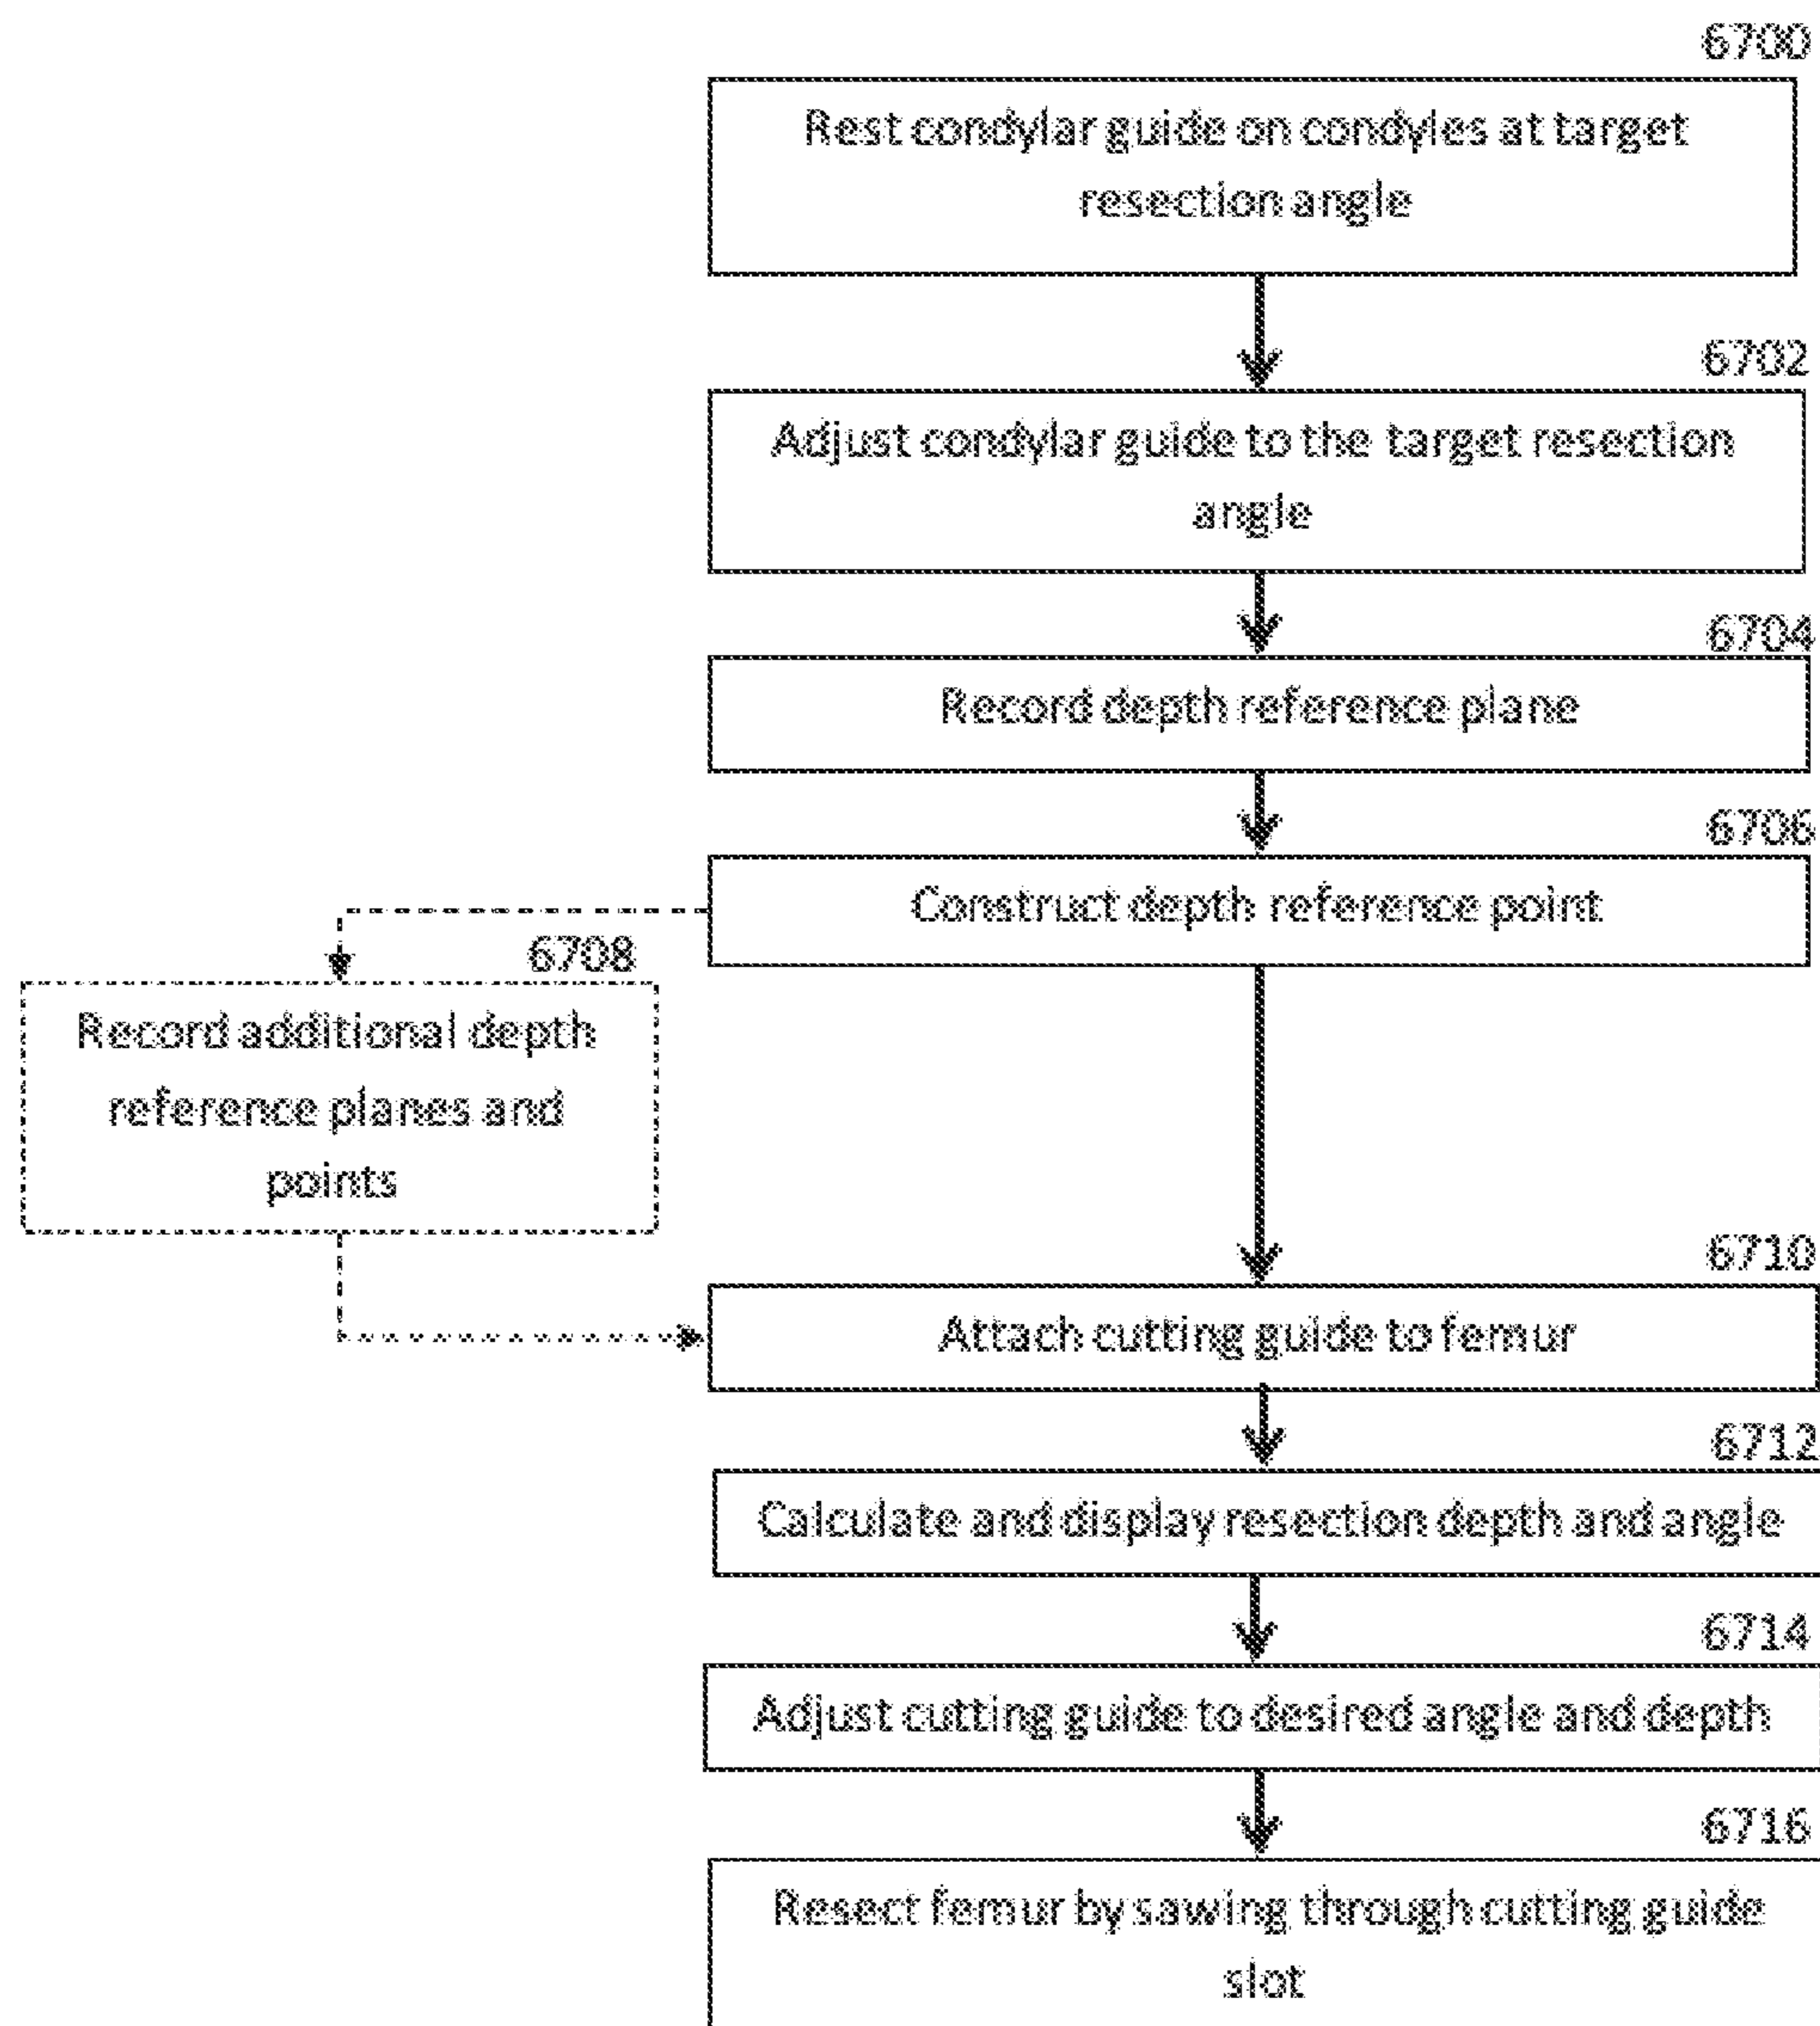 6700
Rest condylar guide on condyles at target
resection angle
6702
Adjust condylar guide to the target resection
angle
6704
Record depth reference plane
6706
Construct depth reference point
6708
Record additional depth
reference planes and
points
6710
Attach cutting guide to femur
6712
Calculate and display resection depth and angle
6714
Adjust cutting guide to desired angle and depth
6716
Resect femur by sawing through cutting guide
slot